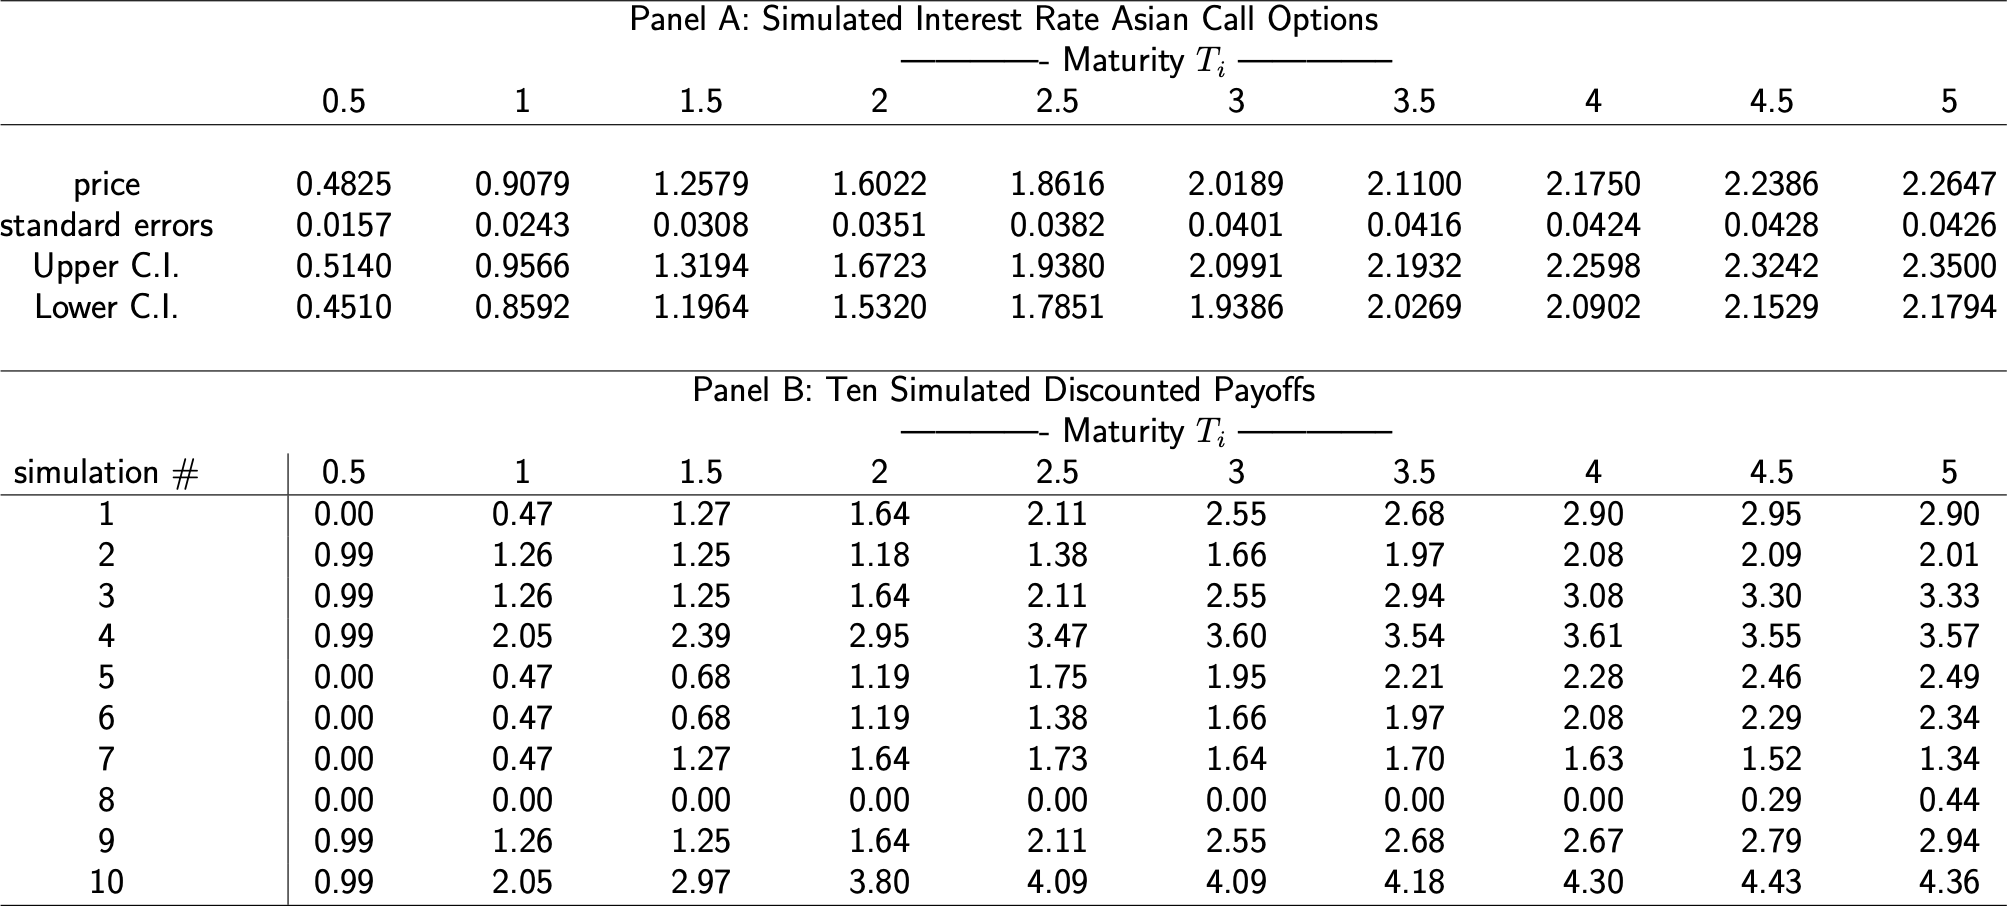 Panel A: Simulated Interest Rate Asian Call Options
————- Maturity Tᵢ ————–
0.5 1 1.5 2 2.5 3 3.5 4 4.5 5
price 0.4825 0.9079 1.2579 1.6022 1.8616 2.0189 2.1100 2.1750 2.2386 2.2647
standard errors 0.0157 0.0243 0.0308 0.0351 0.0382 0.0401 0.0416 0.0424 0.0428 0.0426
Upper C.I. 0.5140 0.9566 1.3194 1.6723 1.9380 2.0991 2.1932 2.2598 2.3242 2.3500
Lower C.I. 0.4510 0.8592 1.1964 1.5320 1.7851 1.9386 2.0269 2.0902 2.1529 2.1794
Panel B: Ten Simulated Discounted Payoffs
————- Maturity Tᵢ ————–
simulation # 0.5 1 1.5 2 2.5 3 3.5 4 4.5 5
1 0.00 0.47 1.27 1.64 2.11 2.55 2.68 2.90 2.95 2.90
2 0.99 1.26 1.25 1.18 1.38 1.66 1.97 2.08 2.09 2.01
3 0.99 1.26 1.25 1.64 2.11 2.55 2.94 3.08 3.30 3.33
4 0.99 2.05 2.39 2.95 3.47 3.60 3.54 3.61 3.55 3.57
5 0.00 0.47 0.68 1.19 1.75 1.95 2.21 2.28 2.46 2.49
6 0.00 0.47 0.68 1.19 1.38 1.66 1.97 2.08 2.29 2.34
7 0.00 0.47 1.27 1.64 1.73 1.64 1.70 1.63 1.52 1.34
8 0.00 0.00 0.00 0.00 0.00 0.00 0.00 0.00 0.29 0.44
9 0.99 1.26 1.25 1.64 2.11 2.55 2.68 2.67 2.79 2.94
10 0.99 2.05 2.97 3.80 4.09 4.09 4.18 4.30 4.43 4.36